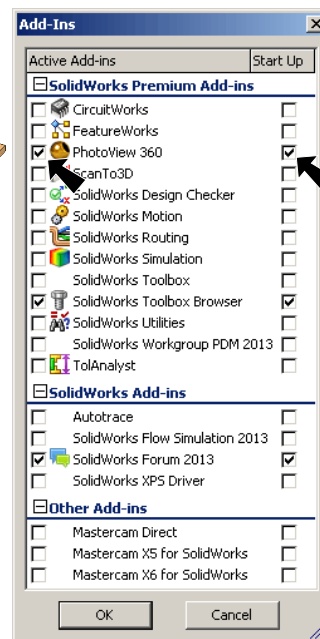 Add-Ins
Active Add-ins Start Up
SolidWorks Premium Add-ins
CircuitWorks
FeatureWorks
PhotoView 360
ScanTo3D
SolidWorks Design Checker
SolidWorks Motion
SolidWorks Routing
SolidWorks Simulation
SolidWorks Toolbox
SolidWorks Toolbox Browser
SolidWorks Utilities
SolidWorks Workgroup PDM 2013
TolAnalyst
SolidWorks Add-ins
Autotrace
SolidWorks Flow Simulation 2013
SolidWorks Forum 2013
SolidWorks XPS Driver
Other Add-ins
Mastercam Direct
Mastercam X5 for SolidWorks
Mastercam X6 for SolidWorks
OK Cancel